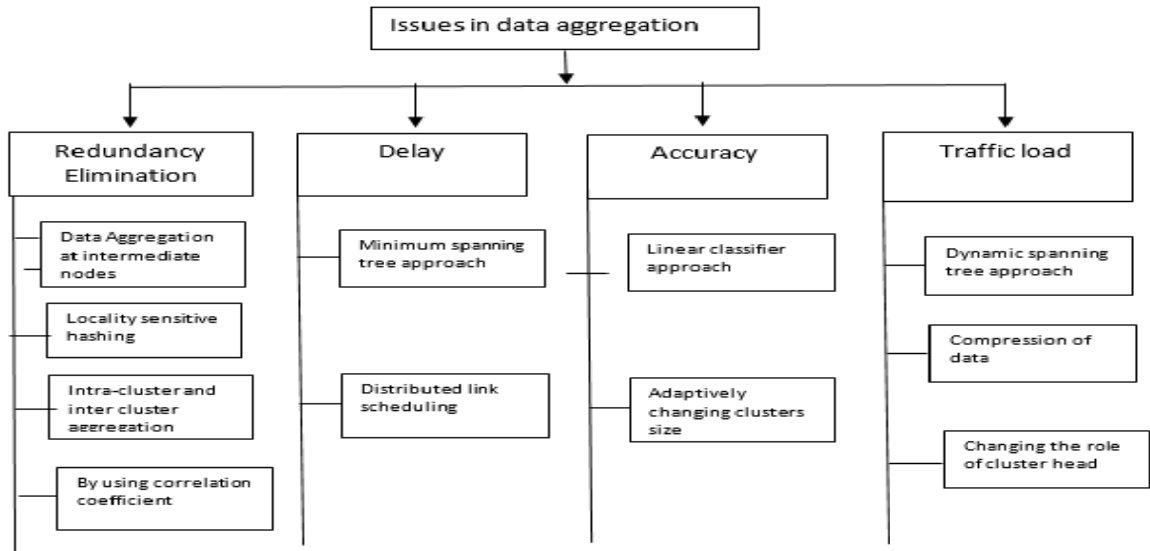 Issues in data aggregation
Redundancy
Elimination
Data Aggregation
at intermediate
nodes
Locality sensitive
hashing
Intra-cluster and
inter cluster
aggregation
By using correlation
coefficient
Delay
Minimum spanning
tree approach
Distributed link
scheduling
Accuracy
Linear classifier
approach
Adaptively
changing clusters
size
Traffic load
Dynamic spanning
tree approach
Compression of
data
Changing the role
of cluster head